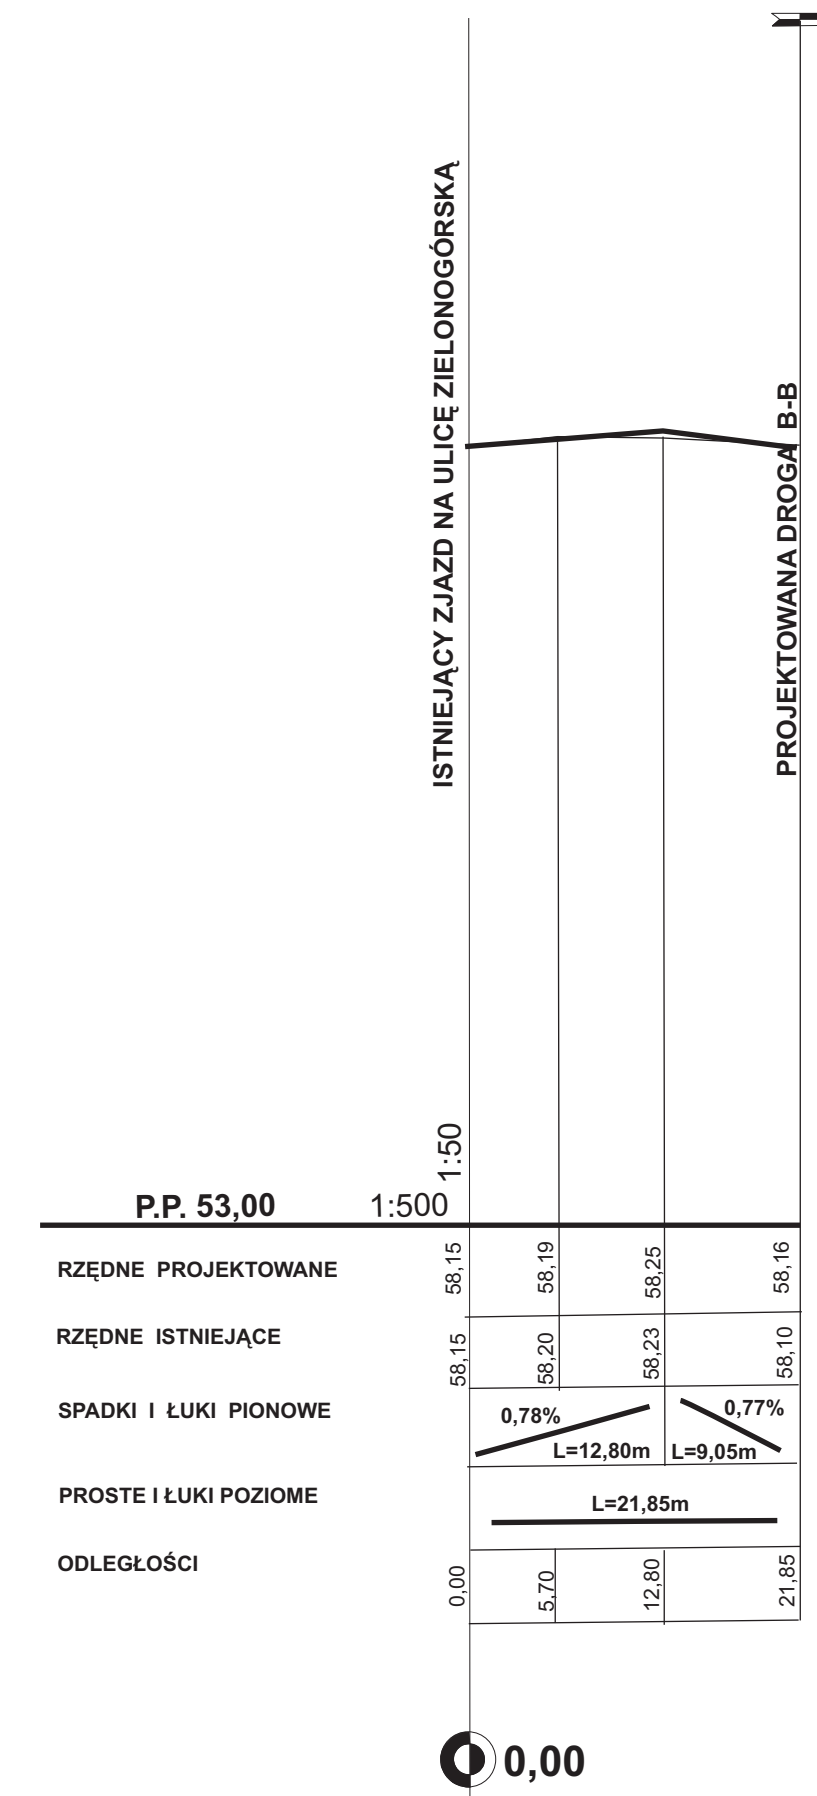 ISTNIEJĄCY ZJAZD NA ULICĘ ZIELONOGÓRSKĄ
PROJEKTOWANA DROGA B-B
1:50
P.P. 53,00
1:500
RZĘDNE PROJEKTOWANE
58,15
58,19
58,25
58,16
RZĘDNE ISTNIEJĄCE
58,15
58,20
58,23
58,10
SPADKI I ŁUKI PIONOWE
0,78%
L=12,80m
0,77%
L=9,05m
PROSTE I ŁUKI POZIOME
L=21,85m
ODLEGŁOŚCI
0,00
5,70
12,80
21,85
0,00